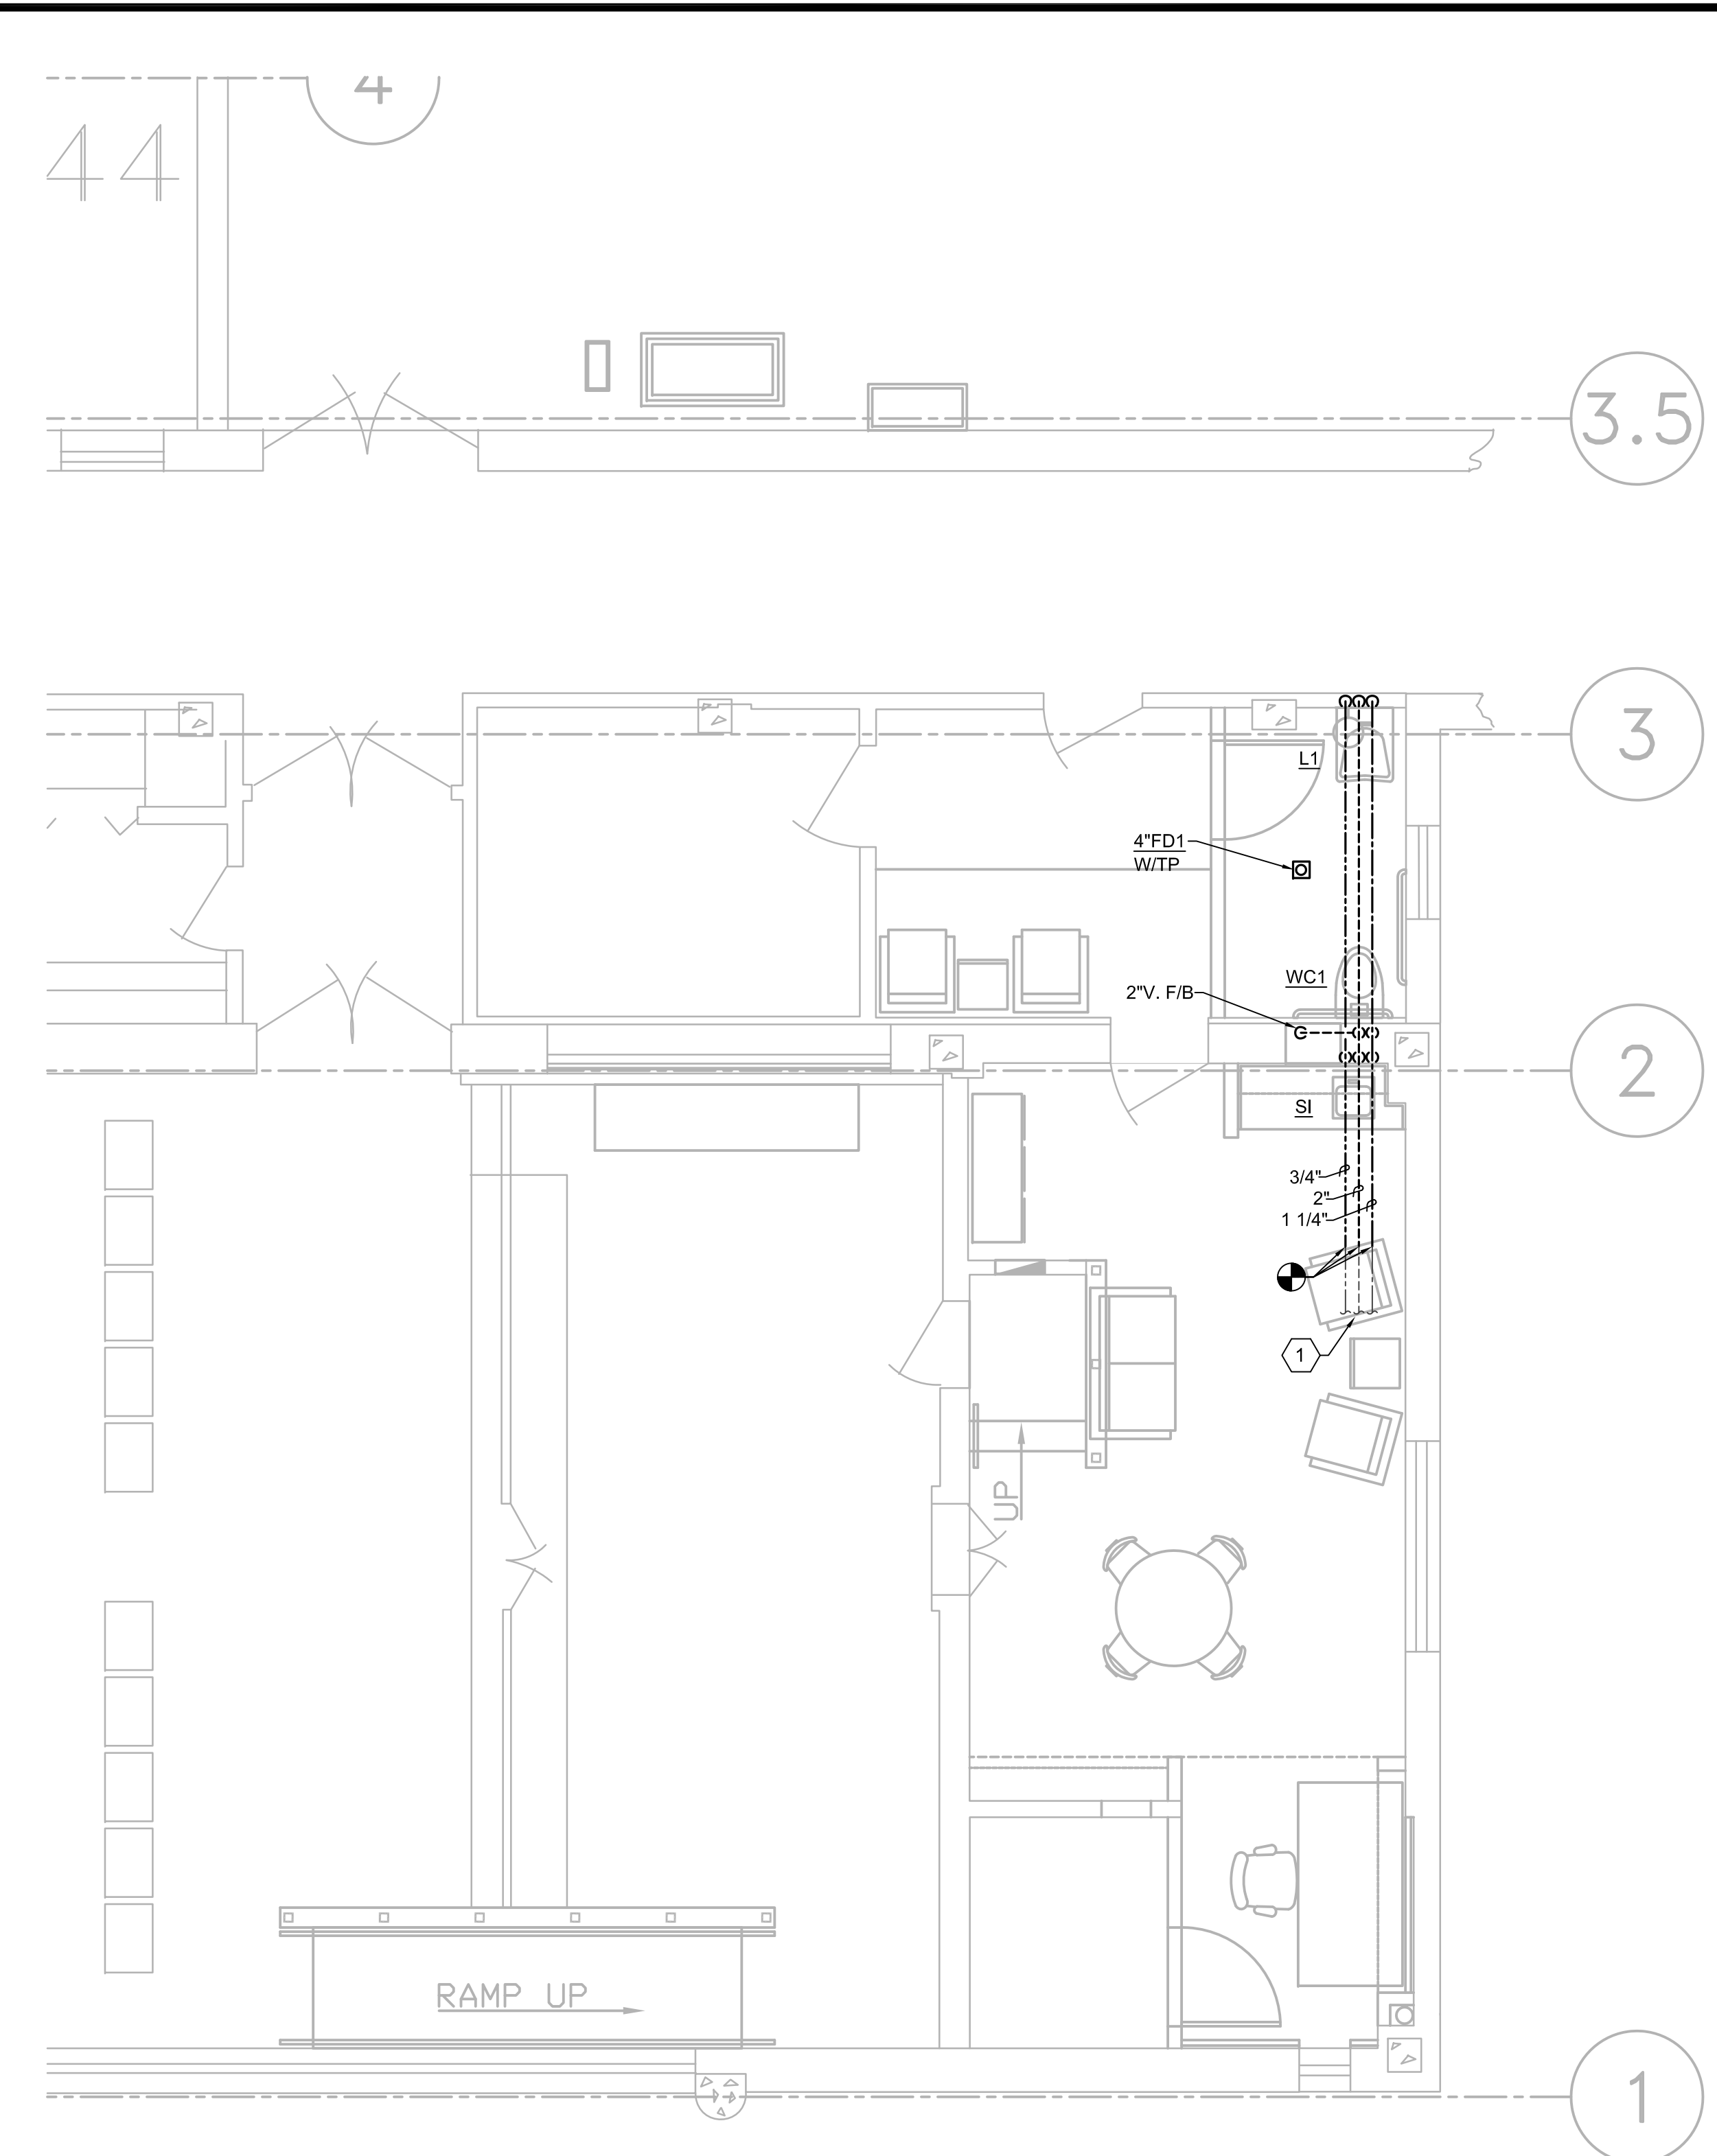 4
44
3.5
3
L1
4"FD1
W/TP
WC1
2"V. F/B
2
SI
3/4"
2"
1 1/4"
1
UP
RAMP UP
1